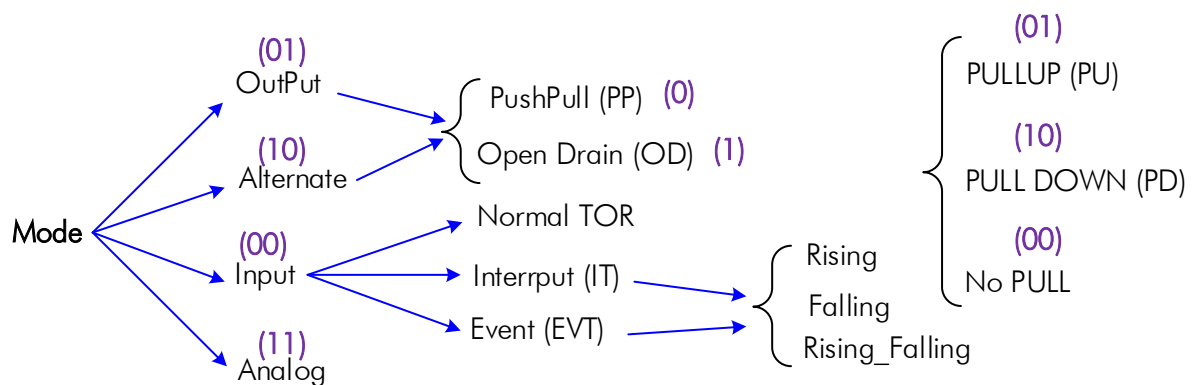 Mode
(01)
OutPut
(10)
Alternate
(00)
Input
(11)
Analog
PushPull (PP) (0)
Open Drain (OD) (1)
Normal TOR
Interrput (IT)
Event (EVT)
Rising
Falling
Rising_Falling
(01)
PULLUP (PU)
(10)
PULL DOWN (PD)
(00)
No PULL